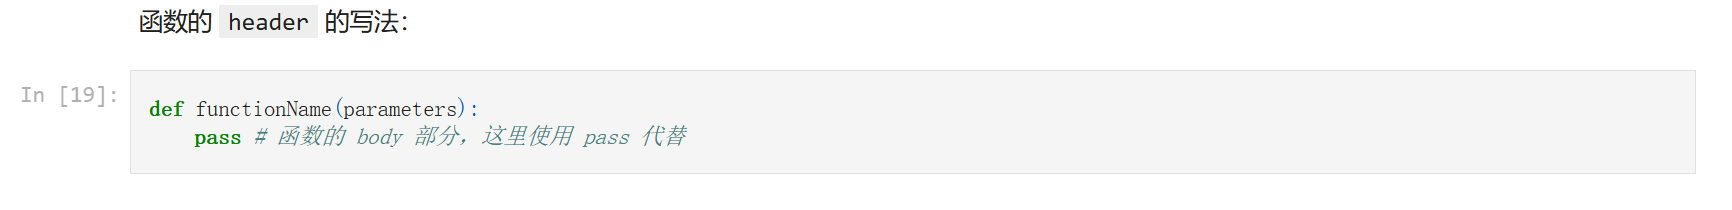 函数的 header 的写法：
In [19]:
def functionName(parameters):
    pass # 函数的 body 部分，这里使用 pass 代替